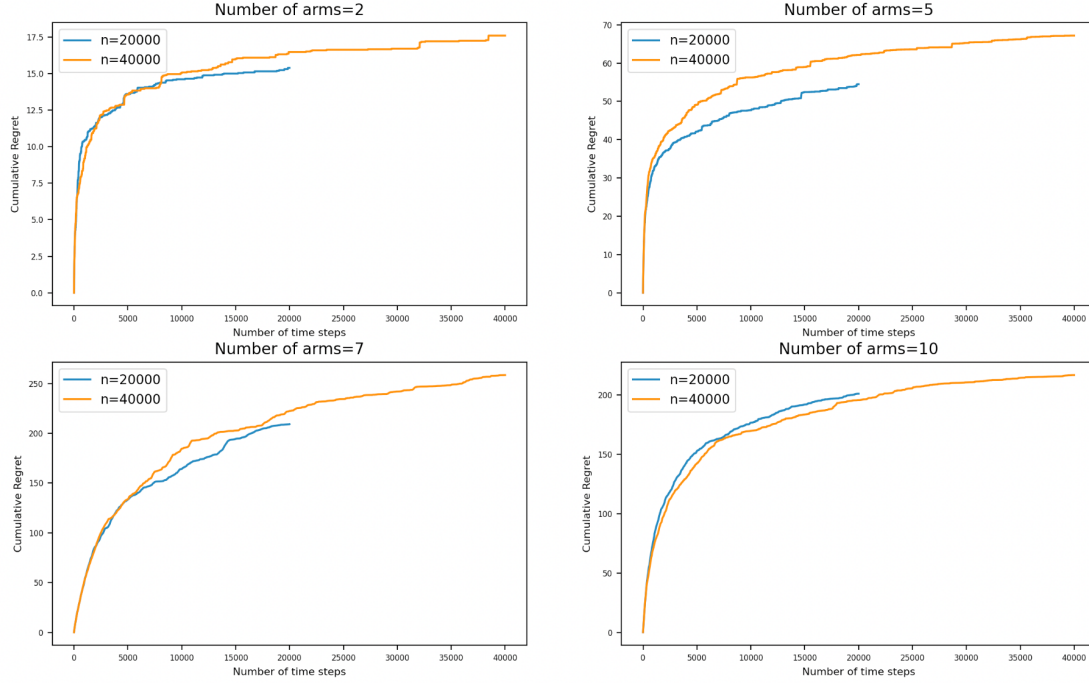 Number of arms=2
17.5
15.0
12.5
10.0
7.5
5.0
2.5
0.0
Cumulative Regret
n=20000
n=40000
0 5000 10000 15000 20000 25000 30000 35000 40000
Number of time steps
Number of arms=5
70
60
50
40
30
20
10
0
Cumulative Regret
n=20000
n=40000
0 5000 10000 15000 20000 25000 30000 35000 40000
Number of time steps
Number of arms=7
250
200
150
100
50
0
Cumulative Regret
n=20000
n=40000
0 5000 10000 15000 20000 25000 30000 35000 40000
Number of time steps
Number of arms=10
200
150
100
50
0
Cumulative Regret
n=20000
n=40000
0 5000 10000 15000 20000 25000 30000 35000 40000
Number of time steps